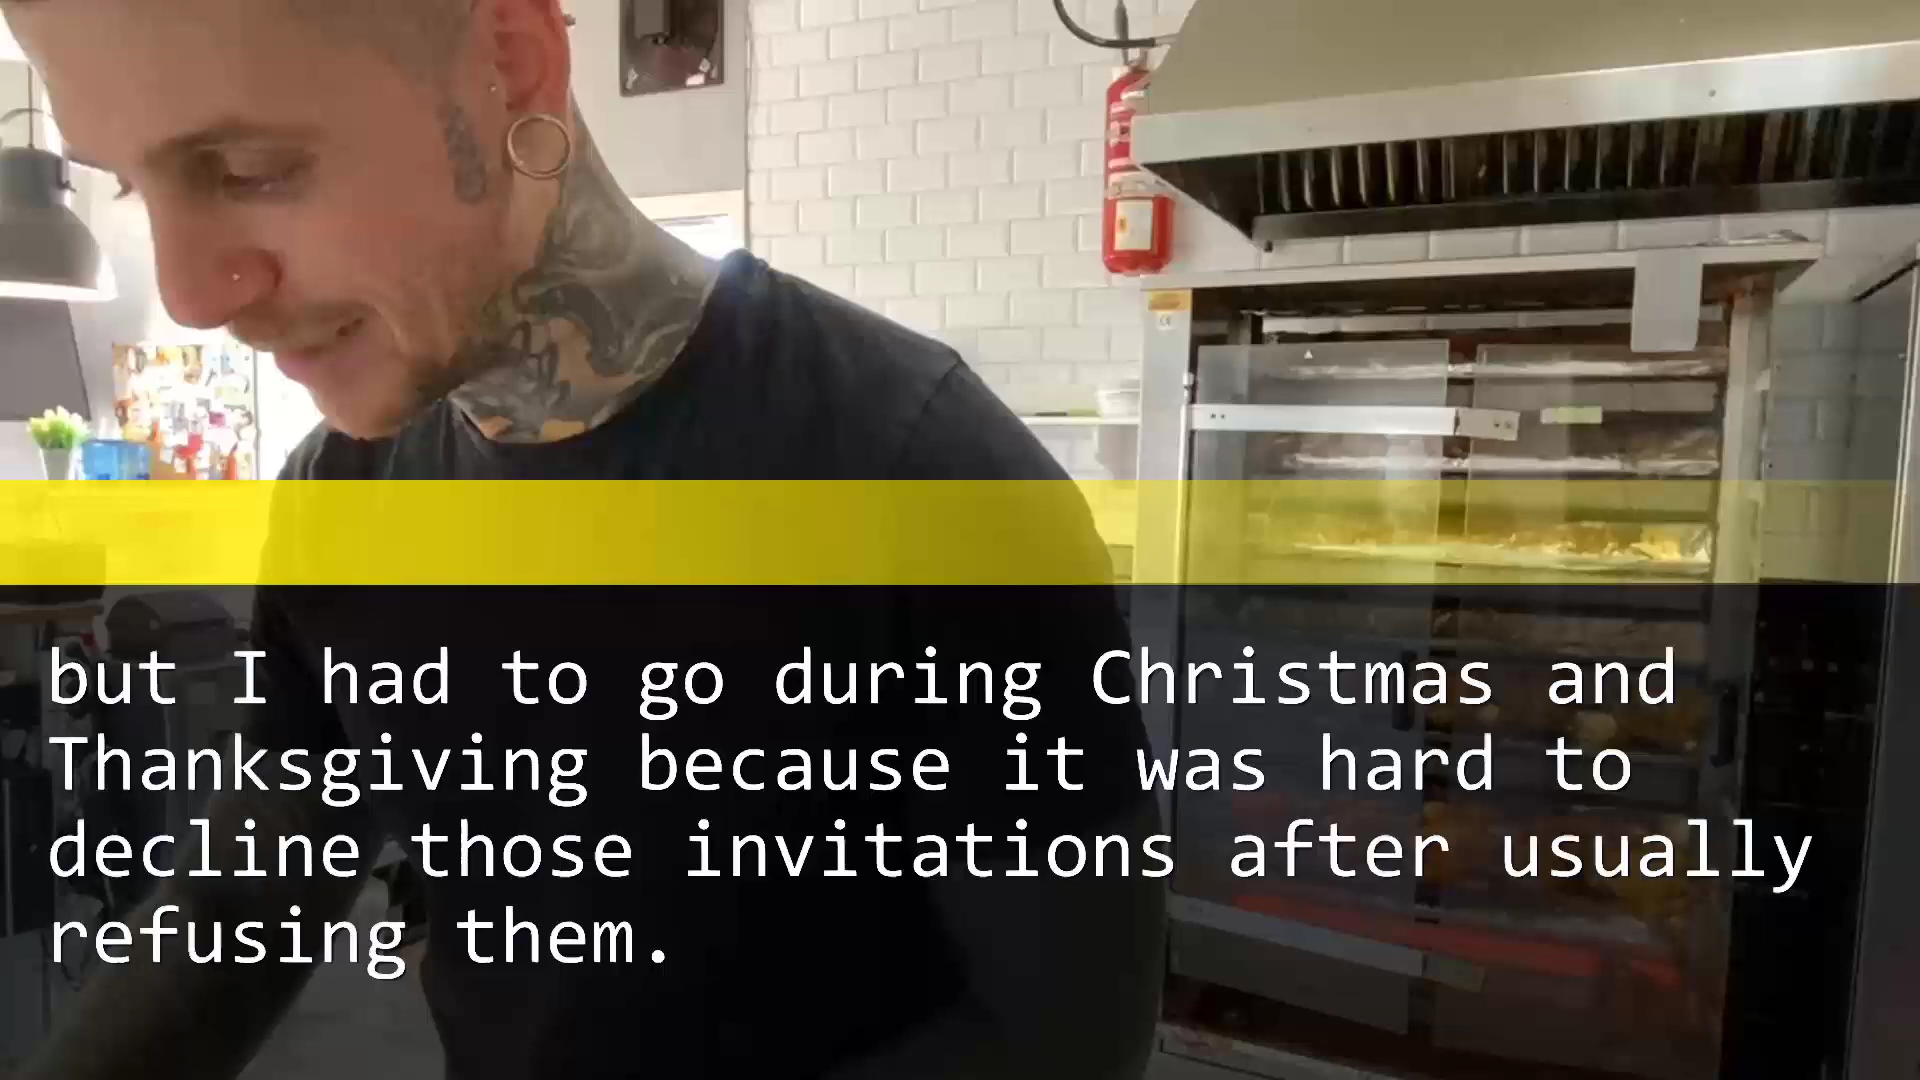 but I had to go during Christmas and
Thanksgiving because it was hard to
decline those invitations after usually
refusing them.